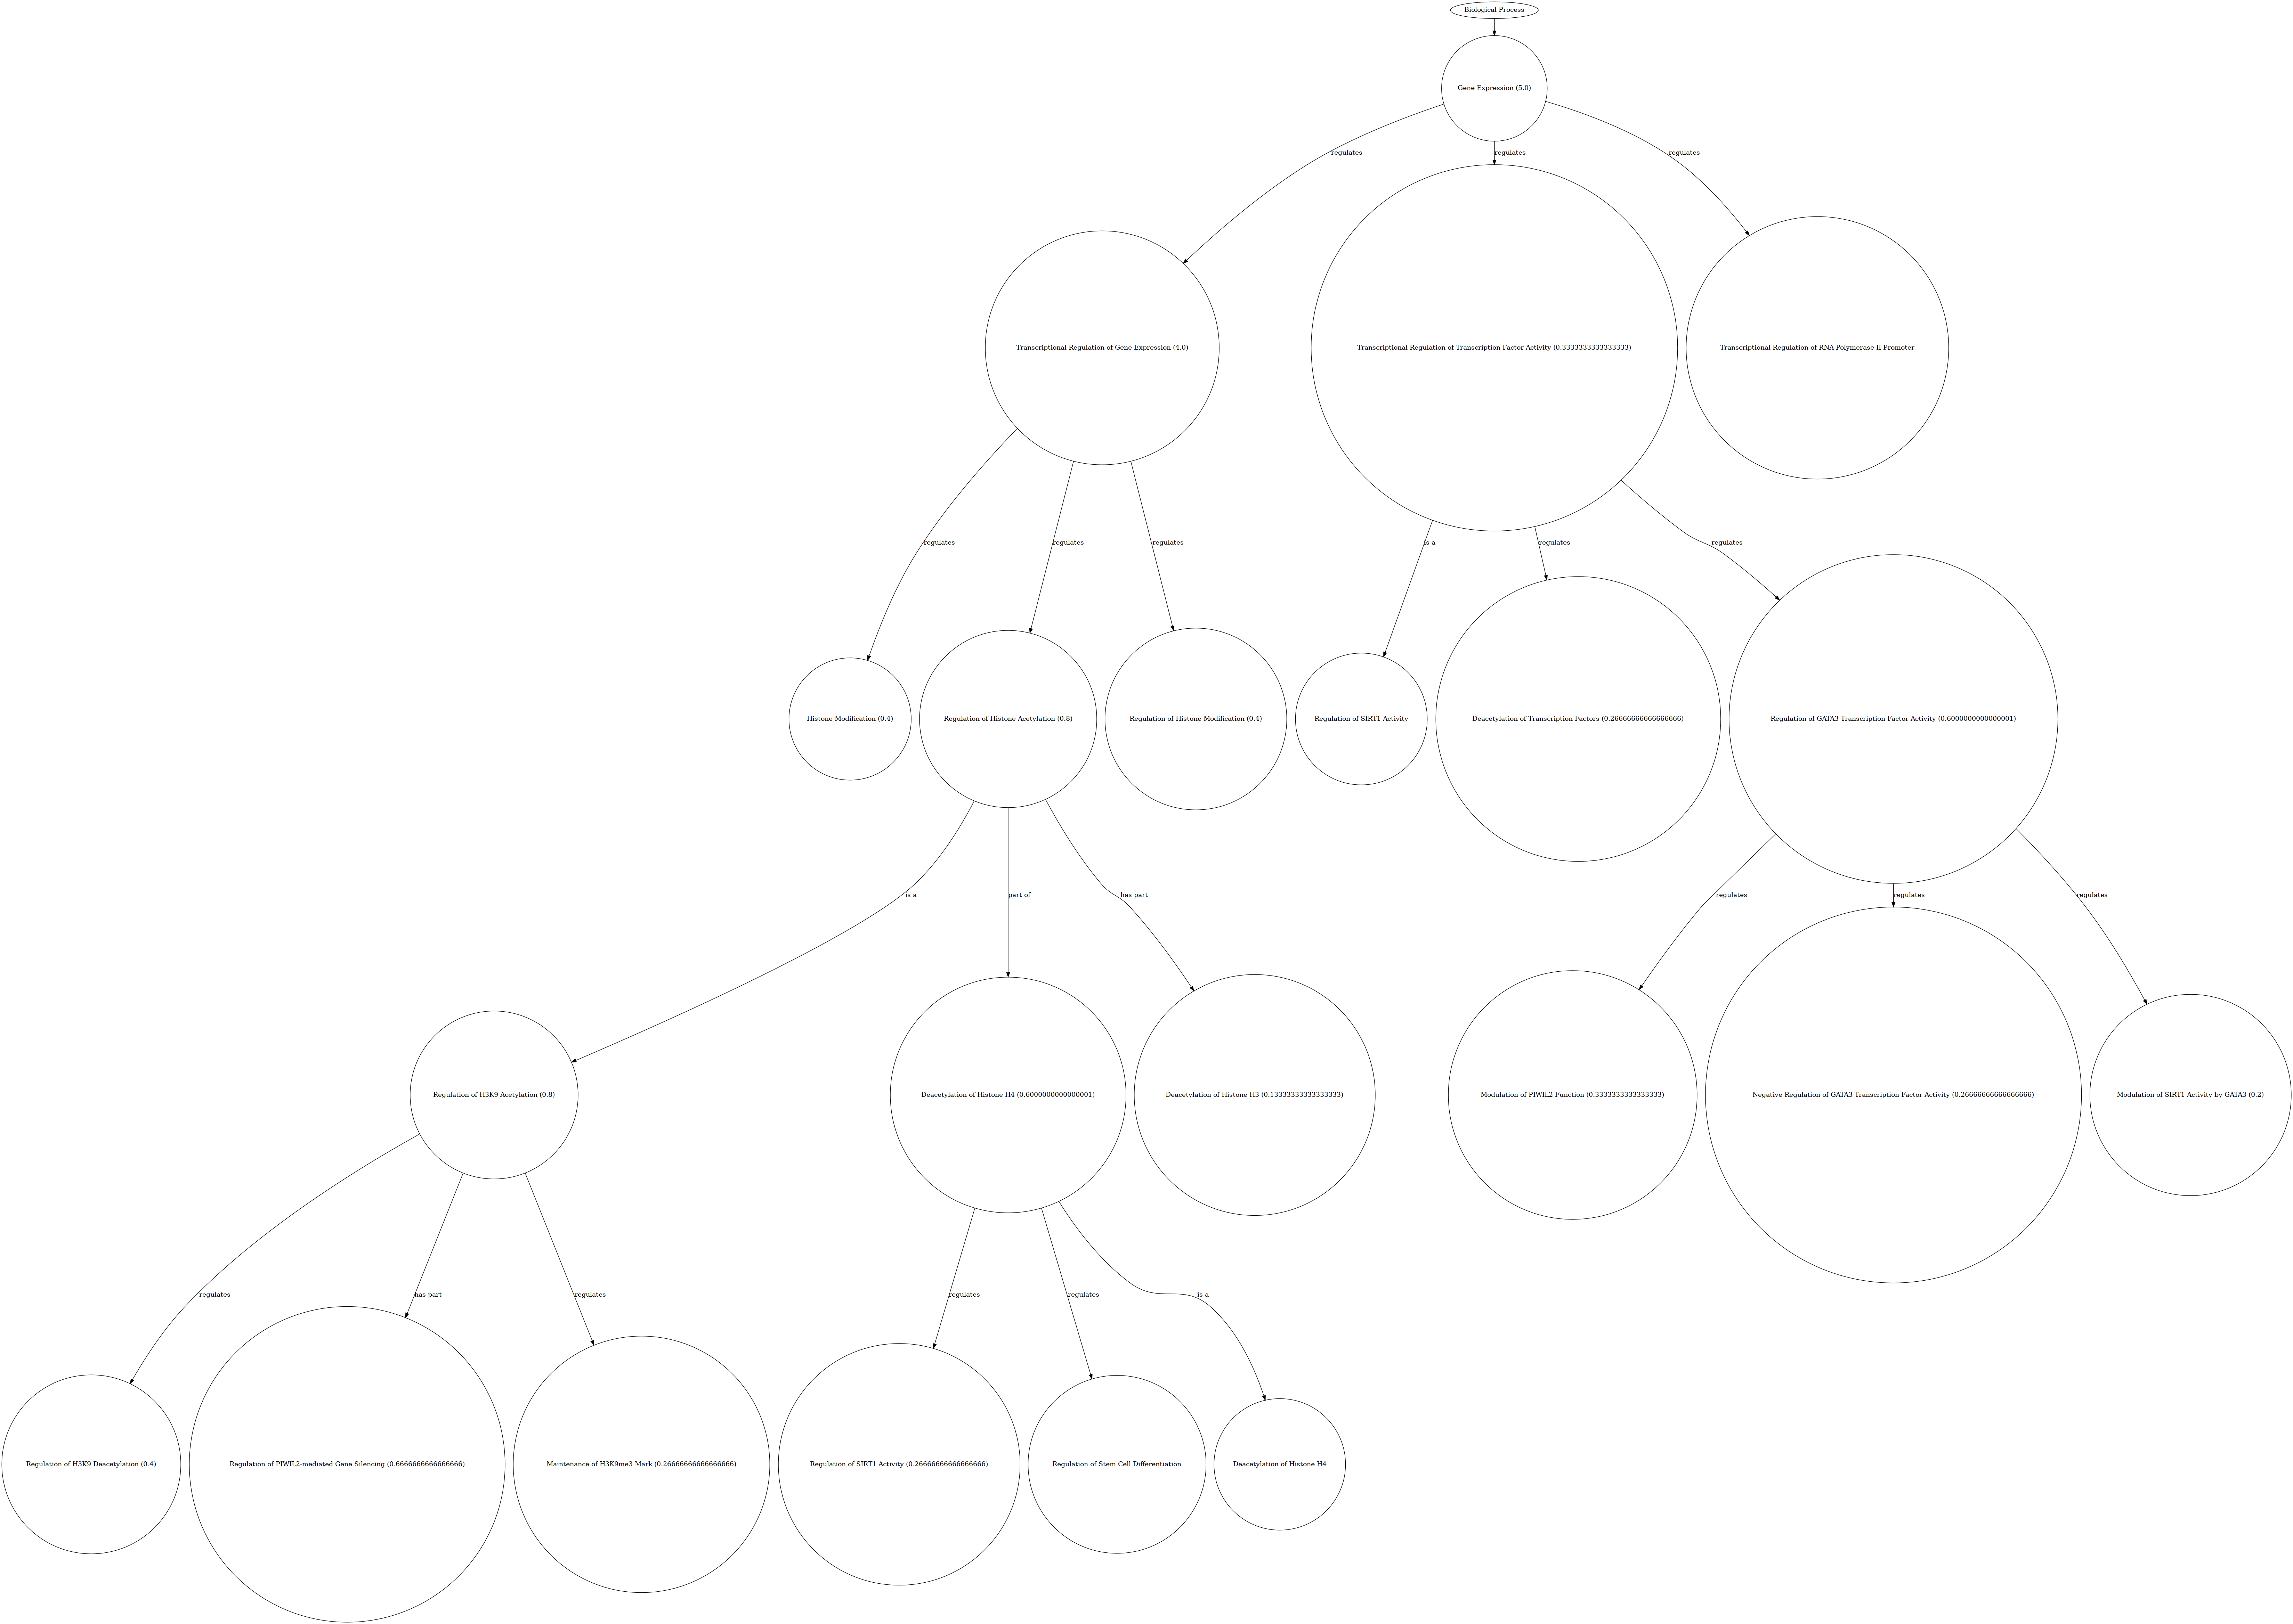 Biological Process
Gene Expression (5.0)
regulates
regulates
regulates
Transcriptional Regulation of Gene Expression (4.0)
Transcriptional Regulation of Transcription Factor Activity (0.3333333333333333)
Transcriptional Regulation of RNA Polymerase II Promoter
regulates
regulates
regulates
is a
regulates
regulates
Histone Modification (0.4)
Regulation of Histone Acetylation (0.8)
Regulation of Histone Modification (0.4)
Regulation of SIRT1 Activity
Deacetylation of Transcription Factors (0.26666666666666666)
Regulation of GATA3 Transcription Factor Activity (0.6000000000000001)
is a
part of
has part
regulates
regulates
regulates
Regulation of H3K9 Acetylation (0.8)
Deacetylation of Histone H4 (0.6000000000000001)
Deacetylation of Histone H3 (0.13333333333333333)
Modulation of PIWIL2 Function (0.3333333333333333)
Negative Regulation of GATA3 Transcription Factor Activity (0.26666666666666666)
Modulation of SIRT1 Activity by GATA3 (0.2)
regulates
has part
regulates
regulates
regulates
is a
Regulation of H3K9 Deacetylation (0.4)
Regulation of PIWIL2-mediated Gene Silencing (0.6666666666666666)
Maintenance of H3K9me3 Mark (0.26666666666666666)
Regulation of SIRT1 Activity (0.26666666666666666)
Regulation of Stem Cell Differentiation
Deacetylation of Histone H4